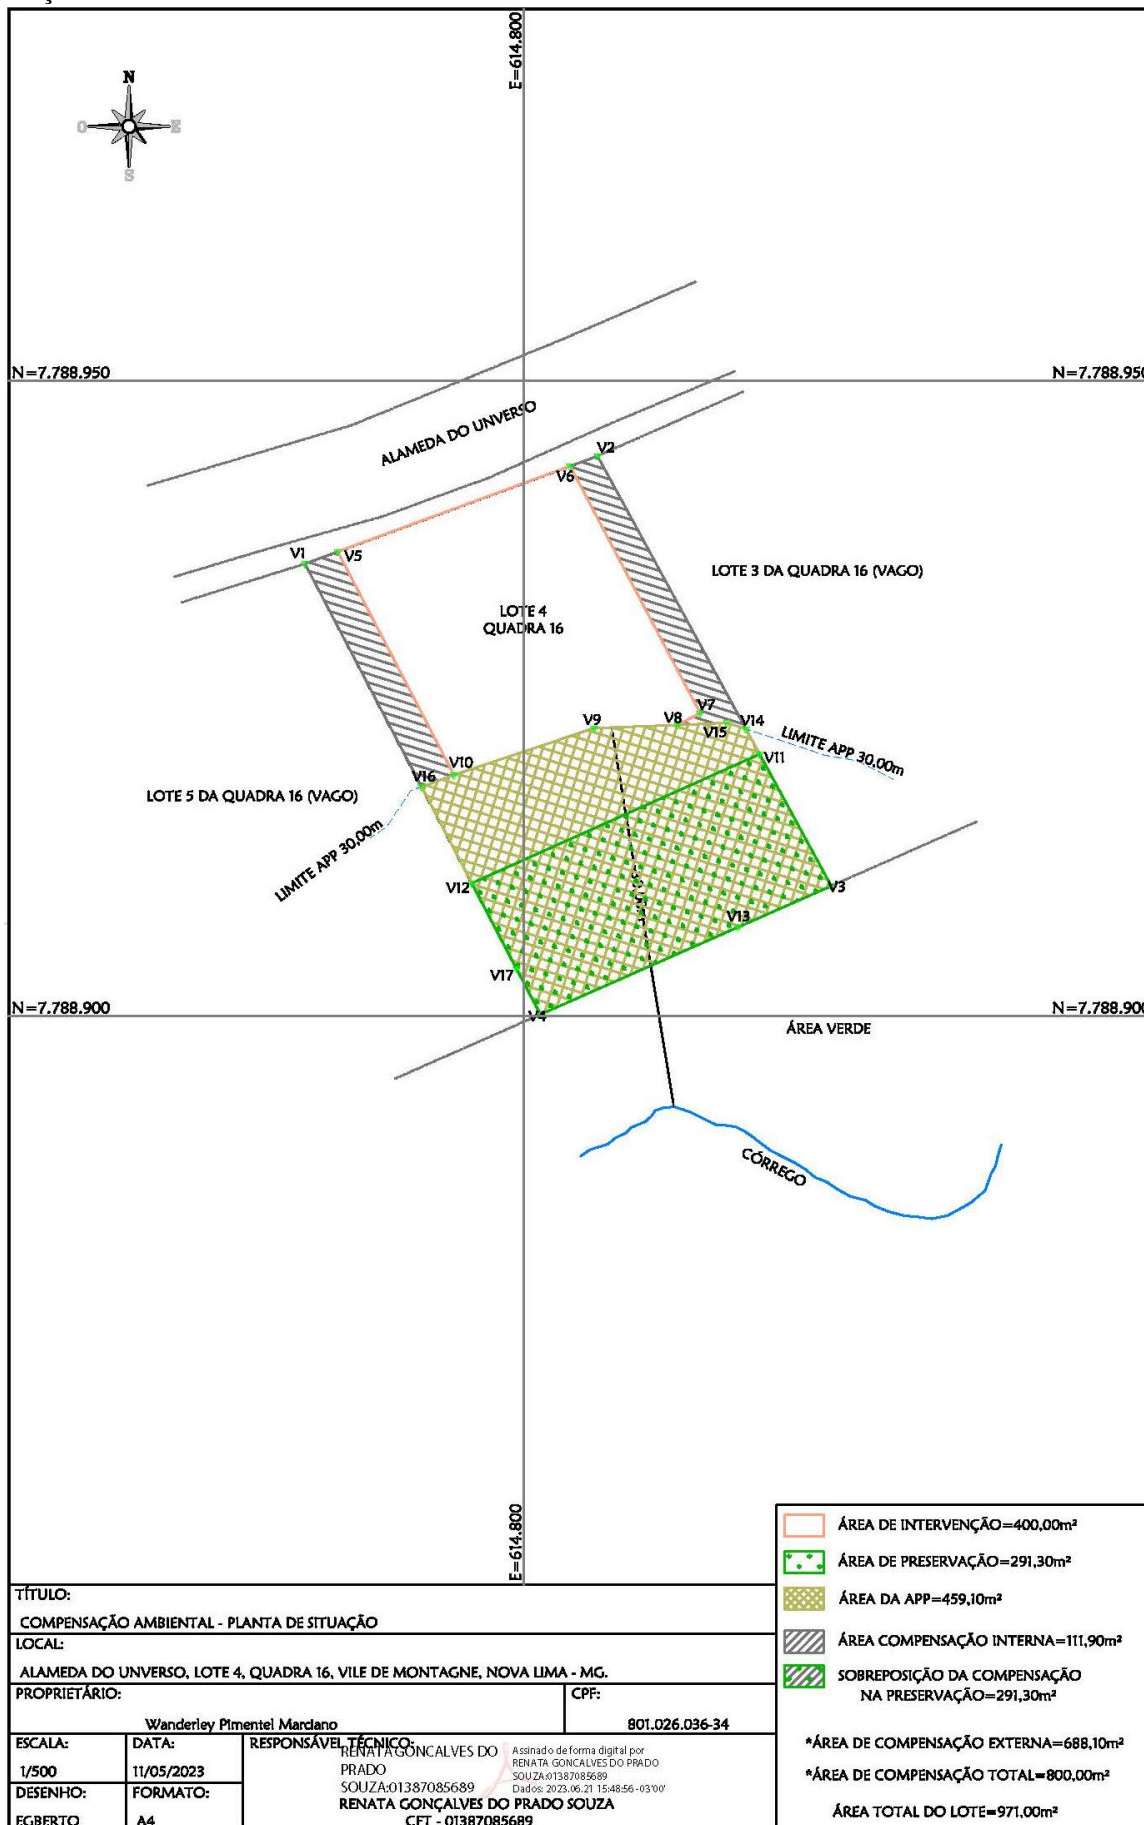 E=614.800
N
O
E
S
N=7.788.950
N=7.788.950
ALAMEDA DO UNVERSO
V2
V6
V1
V5
LOTE 3 DA QUADRA 16 (VAGO)
LOTE 4
QUADRA 16
V7
V9
V8
V14
V15
LIMITE APP 30,00m
V11
V10
V16
LOTE 5 DA QUADRA 16 (VAGO)
LIMITE APP 30,00m
V12
V3
V13
V17
V4
N=7.788.900
N=7.788.900
ÁREA VERDE
CÓRREGO
E=614.800
ÁREA DE INTERVENÇÃO=400,00m²
ÁREA DE PRESERVAÇÃO=291,30m²
ÁREA DA APP=459,10m²
ÁREA COMPENSAÇÃO INTERNA=111,90m²
SOBREPOSIÇÃO DA COMPENSAÇÃO
NA PRESERVAÇÃO=291,30m²
*ÁREA DE COMPENSAÇÃO EXTERNA=688,10m²
*ÁREA DE COMPENSAÇÃO TOTAL=800,00m²
ÁREA TOTAL DO LOTE=971,00m²
TÍTULO:
COMPENSAÇÃO AMBIENTAL - PLANTA DE SITUAÇÃO
LOCAL:
ALAMEDA DO UNVERSO, LOTE 4, QUADRA 16, VILE DE MONTAGNE, NOVA LIMA - MG.
PROPRIETÁRIO:
Wanderley Pimentel Marciano
CPF:
801.026.036-34
ESCALA:
1/500
DATA:
11/05/2023
DESENHO:
EGBERTO
FORMATO:
A4
RESPONSÁVEL TÉCNICO:
RENATA GONCALVES DO
PRADO
SOUZA:01387085689
Assinado de forma digital por
RENATA GONCALVES DO PRADO
SOUZA:01387085689
Dados: 2023.06.21 15:48:56 -03'00'
RENATA GONÇALVES DO PRADO SOUZA
CFT - 01387085689